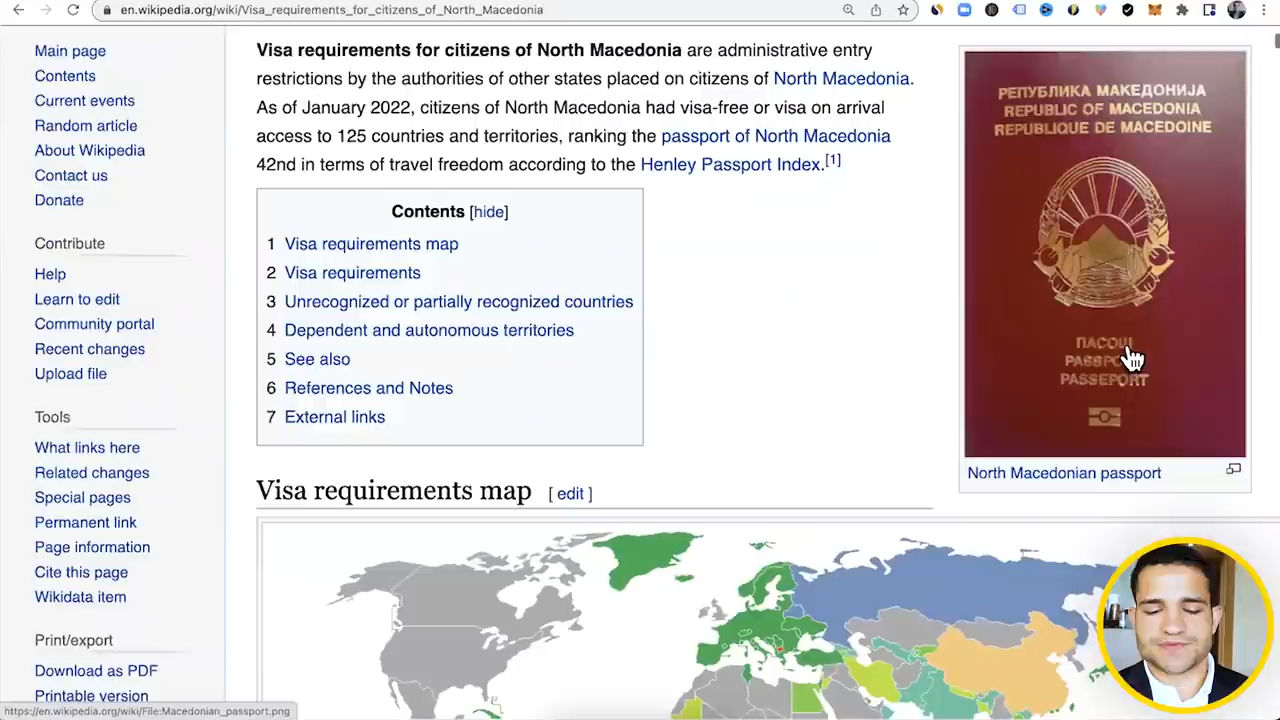 en.wikipedia.org/wiki/Visa_requirements_for_citizens_of_North_Macedonia
Main page
Contents
Current events
Random article
About Wikipedia
Contact us
Donate
Contribute
Help
Learn to edit
Community portal
Recent changes
Upload file
Tools
What links here
Related changes
Special pages
Permanent link
Page information
Cite this page
Wikidata item
Print/export
Download as PDF
Printable version
Visa requirements for citizens of North Macedonia are administrative entry
restrictions by the authorities of other states placed on citizens of North Macedonia.
As of January 2022, citizens of North Macedonia had visa-free or visa on arrival
access to 125 countries and territories, ranking the passport of North Macedonia
42nd in terms of travel freedom according to the Henley Passport Index.[1]
Contents [hide]
1 Visa requirements map
2 Visa requirements
3 Unrecognized or partially recognized countries
4 Dependent and autonomous territories
5 See also
6 References and Notes
7 External links
Visa requirements map [ edit ]
РЕПУБЛИКА МАКЕДОНИЈА
REPUBLIC OF MACEDONIA
REPUBLIQUE DE MACEDOINE
ПАСОШ
PASSPORT
PASSEPORT
North Macedonian passport
https://en.wikipedia.org/wiki/File:Macedonian_passport.png